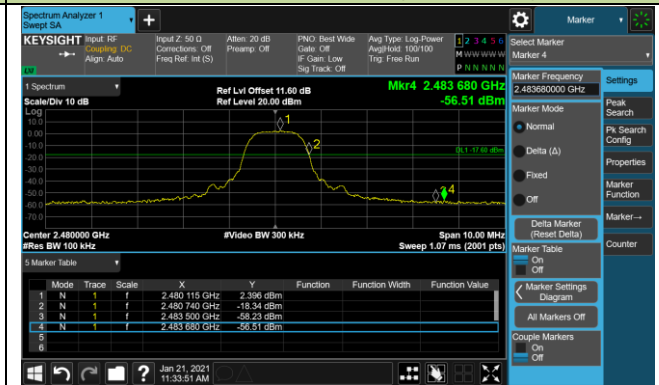 Spectrum Analyzer 1
Swept SA
+
Marker
KEYSIGHT
Input: RF
Coupling: DC
Align: Auto
Input Z: 50 Ω
Corrections: Off
Freq Ref: Int (S)
Atten: 20 dB
Preamp: Off
PNO: Best Wide
Gate: Off
IF Gain: Low
Sig Track: Off
Avg Type: Log-Power
Avg|Hold: 100/100
Trig: Free Run
1 2 3 4 5 6
M W W W W W
P N N N N N
Select Marker
Marker 4
1 Spectrum
Scale/Div 10 dB
Log
Ref Lvl Offset 11.60 dB
Ref Level 20.00 dBm
Mkr4 2.483 680 GHz
-56.51 dBm
10.0
0.00
-10.0
-20.0
-30.0
-40.0
-50.0
-60.0
-70.0
1
2
4
DL1 -17.60 dBm
Center 2.480000 GHz
#Res BW 100 kHz
#Video BW 300 kHz
Span 10.00 MHz
Sweep 1.07 ms (2001 pts)
5 Marker Table
Mode Trace Scale X Y Function Function Width Function Value
1 N 1 f 2.480 115 GHz 2.396 dBm
2 N 1 f 2.480 740 GHz -18.34 dBm
3 N 1 f 2.483 500 GHz -58.23 dBm
4 N 1 f 2.483 680 GHz -56.51 dBm
5
6
Marker Frequency
2.483680000 GHz
Marker Mode
Normal
Delta (Δ)
Fixed
Off
Delta Marker
(Reset Delta)
Marker Table
On
Off
Marker Settings
Diagram
All Markers Off
Couple Markers
On
Off
Settings
Peak
Search
Pk Search
Config
Properties
Marker
Function
Marker→
Counter
?
Jan 21, 2021
11:33:51 AM